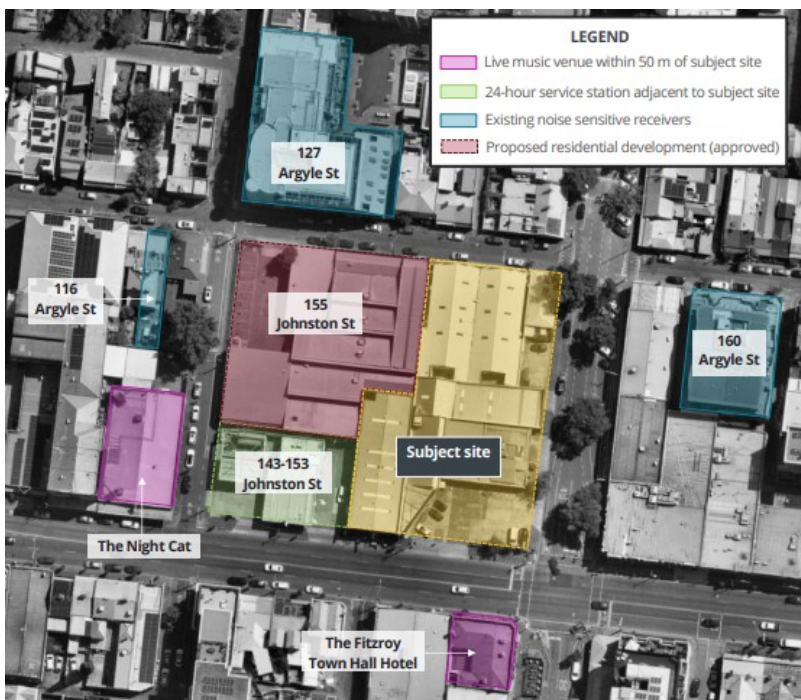 LEGEND
Live music venue within 50 m of subject site
24-hour service station adjacent to subject site
Existing noise sensitive receivers
Proposed residential development (approved)
127
Argyle St
116
Argyle St
155
Johnston St
160
Argyle St
Subject site
143-153
Johnston St
The Night Cat
The Fitzroy
Town Hall Hotel